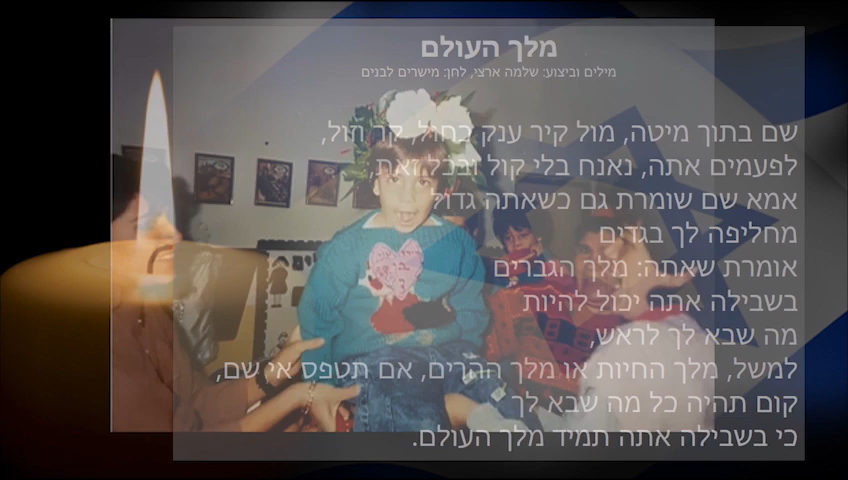 מלך העולם
מילים וביצוע: שלמה ארצי, לחן: מישרים לבנים
שם בתוך מיטה, מול קיר ענק כחול, קר וזול,
לפעמים אתה, נאנח בלי קול ובכל זאת,
אמא שם שומרת גם כשאתה גדול
מחליפה לך בגדים
אומרת שאתה: מלך הגברים
בשבילה אתה יכול להיות
מה שבא לך לראש,
למשל, מלך החיות או מלך ההרים, אם תטפס אי שם,
קום תהיה כל מה שבא לך
כי בשבילה אתה תמיד מלך העולם.